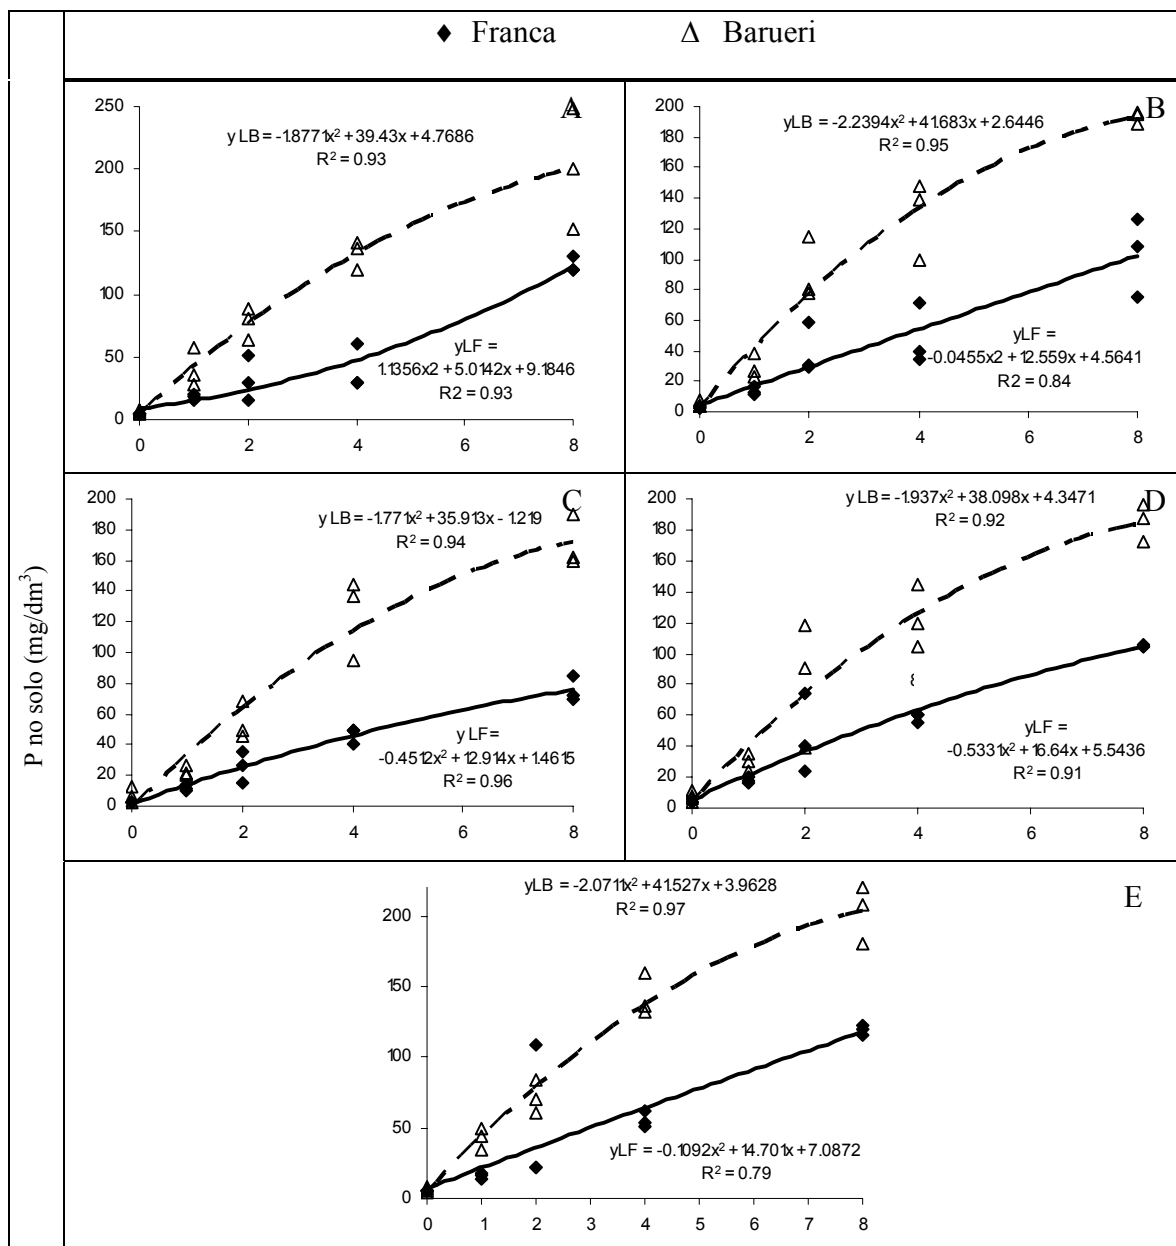 ◆ Franca Δ Barueri
P no solo (mg/dm³)
A
250
200
150
100
50
0
0 2 4 6 8
y LB = -1.8771x² + 39.43x + 4.7686
R² = 0.93
yLF =
1.1356x2 + 5.0142x + 9.1846
R2 = 0.93
B
200
180
160
140
120
100
80
60
40
20
0
0 2 4 6 8
yLB = -2.2394x² + 41.683x + 2.6446
R² = 0.95
yLF =
-0.0455x2 + 12.559x + 4.5641
R2 = 0.84
C
200
180
160
140
120
100
80
60
40
20
0
0 2 4 6 8
yLB = -1.771x² + 35.913x - 1.219
R² = 0.94
y LF =
-0.4512x² + 12.914x + 1.4615
R² = 0.96
D
200
180
160
140
120
100
80
60
40
20
0
0 2 4 6 8
y LB = -1.937x² + 38.098x + 4.3471
R² = 0.92
yLF =
-0.5331x² + 16.64x + 5.5436
R² = 0.91
E
200
150
100
50
0
0 1 2 3 4 5 6 7 8
yLB = -2.0711x² + 41.527x + 3.9628
R² = 0.97
yLF = -0.1092x² + 14.701x + 7.0872
R² = 0.79